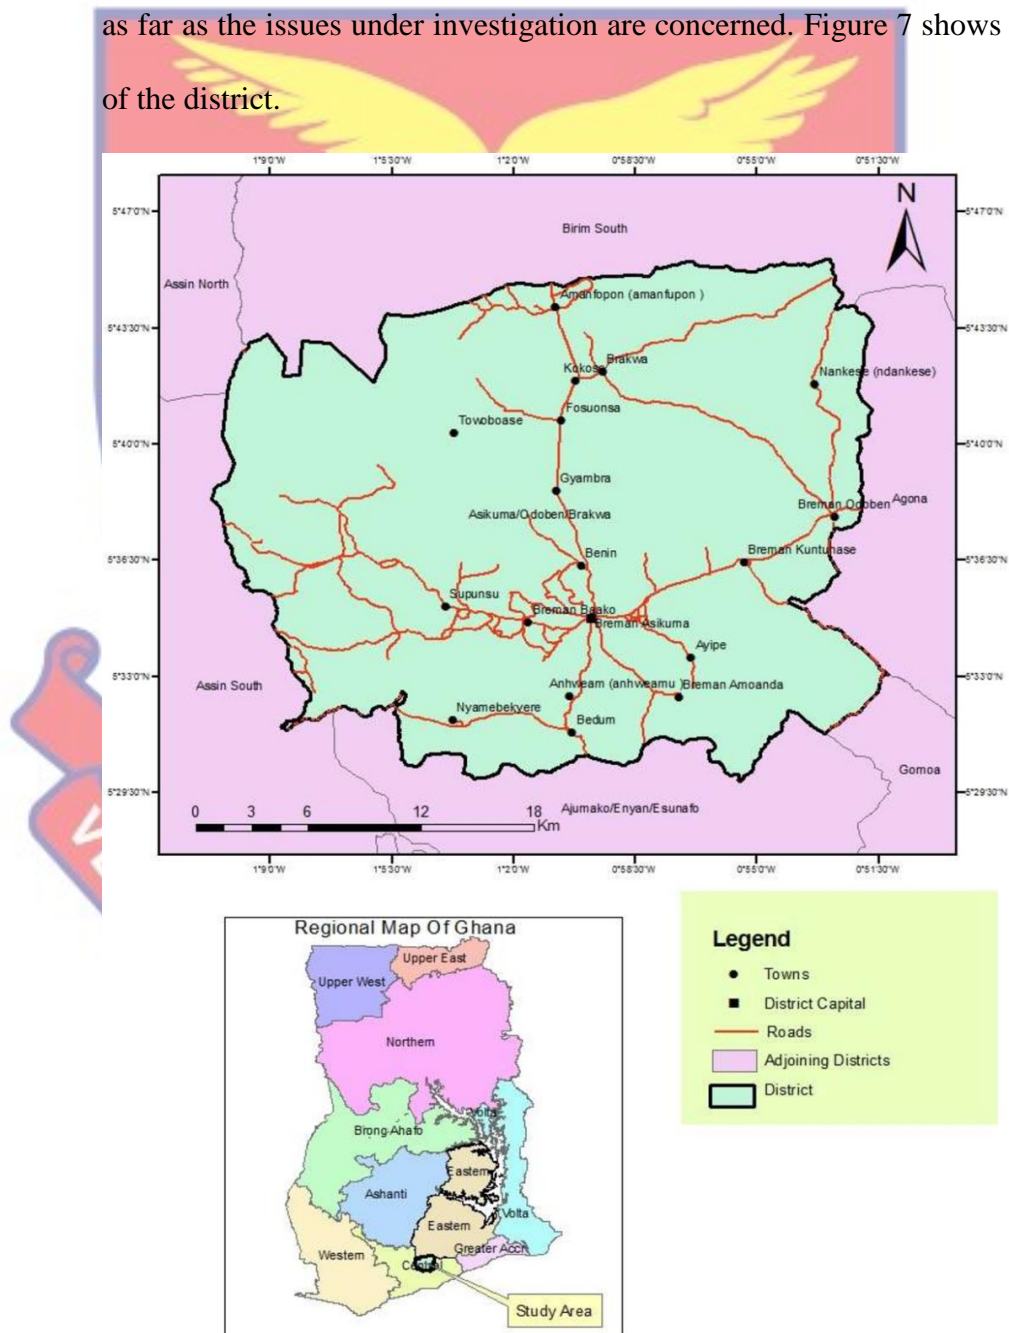 as far as the issues under investigation are concerned. Figure 7 shows
of the district.
1°9'0"W 1°5'30"W 1°2'0"W 0°58'30"W 0°55'0"W 0°51'30"W
5°47'0"N 5°47'0"N
N
Birim South
Assin North
Amanfopon (amanfupon )
5°43'30"N 5°43'30"N
Brakwa
Kokoso
Nankese (ndankese)
Fosuonsa
Towoboase
5°40'0"N 5°40'0"N
Gyambra
Breman Odoben Agona
Asikuma/Odoben/Brakwa
Benin
Breman Kuntunase
5°36'30"N 5°36'30"N
Supunsu
Breman Baako
Breman Asikuma
Ayipe
5°33'0"N 5°33'0"N
Assin South
Anhweam (anhweamu ) Breman Amoanda
Nyamebekyere
Bedum
Gomoa
5°29'30"N 5°29'30"N
0 3 6 12 18
Km
Ajumako/Enyan/Esunafo
1°9'0"W 1°5'30"W 1°2'0"W 0°58'30"W 0°55'0"W 0°51'30"W
Regional Map Of Ghana
Upper East
Upper West
Northern
Volta
Brong-Ahafo
Eastern
Ashanti
Volta
Eastern
Greater Accr
Western
Central
Study Area
Legend
Towns
District Capital
Roads
Adjoining Districts
District